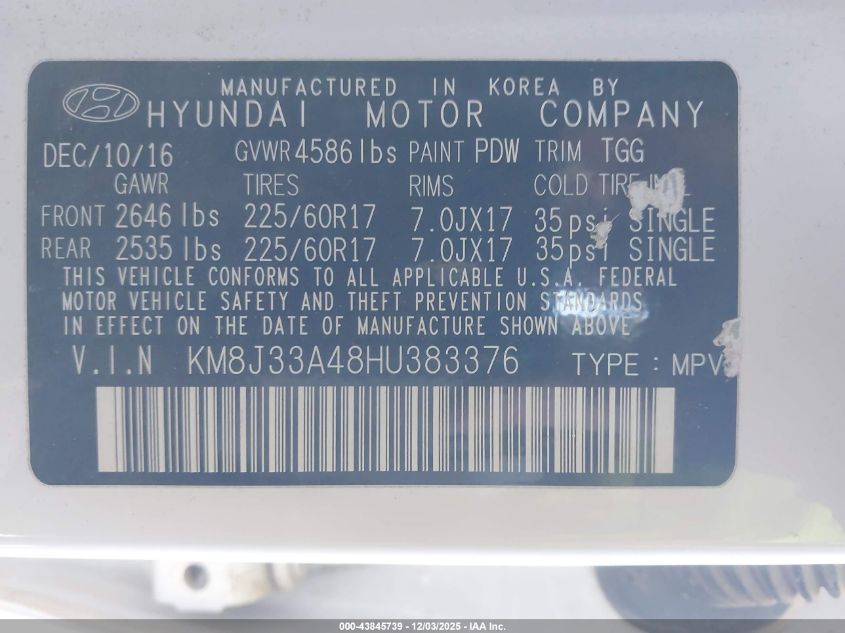 MANUFACTURED IN KOREA BY
HYUNDAI MOTOR COMPANY
DEC/10/16 GVWR 4586 lbs PAINT PDW TRIM TGG
GAWR TIRES RIMS COLD TIRE
FRONT 2646 lbs 225/60R17 7.0JX17 35psi SINGLE
REAR 2535 lbs 225/60R17 7.0JX17 35psi SINGLE
THIS VEHICLE CONFORMS TO ALL APPLICABLE U.S.A. FEDERAL
MOTOR VEHICLE SAFETY AND THEFT PREVENTION STANDARDS
IN EFFECT ON THE DATE OF MANUFACTURE SHOWN ABOVE
V.I.N KM8J33A48HU383376 TYPE : MPV
000-43845739 - 12/03/2025 - IAA Inc.